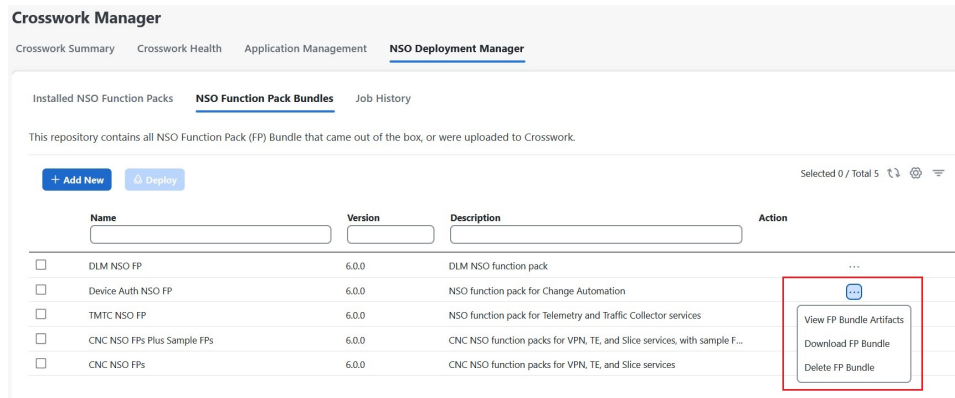 Crosswork Manager
Crosswork Summary Crosswork Health Application Management NSO Deployment Manager
Installed NSO Function Packs NSO Function Pack Bundles Job History
This repository contains all NSO Function Pack (FP) Bundle that came out of the box, or were uploaded to Crosswork.
+ Add New Deploy Selected 0 / Total 5
Name Version Description Action
DLM NSO FP 6.0.0 DLM NSO function pack ...
Device Auth NSO FP 6.0.0 NSO function pack for Change Automation ...
TMTC NSO FP 6.0.0 NSO function pack for Telemetry and Traffic Collector services View FP Bundle Artifacts
CNC NSO FPs Plus Sample FPs 6.0.0 CNC NSO function packs for VPN, TE, and Slice services, with sample F... Download FP Bundle
CNC NSO FPs 6.0.0 CNC NSO function packs for VPN, TE, and Slice services Delete FP Bundle